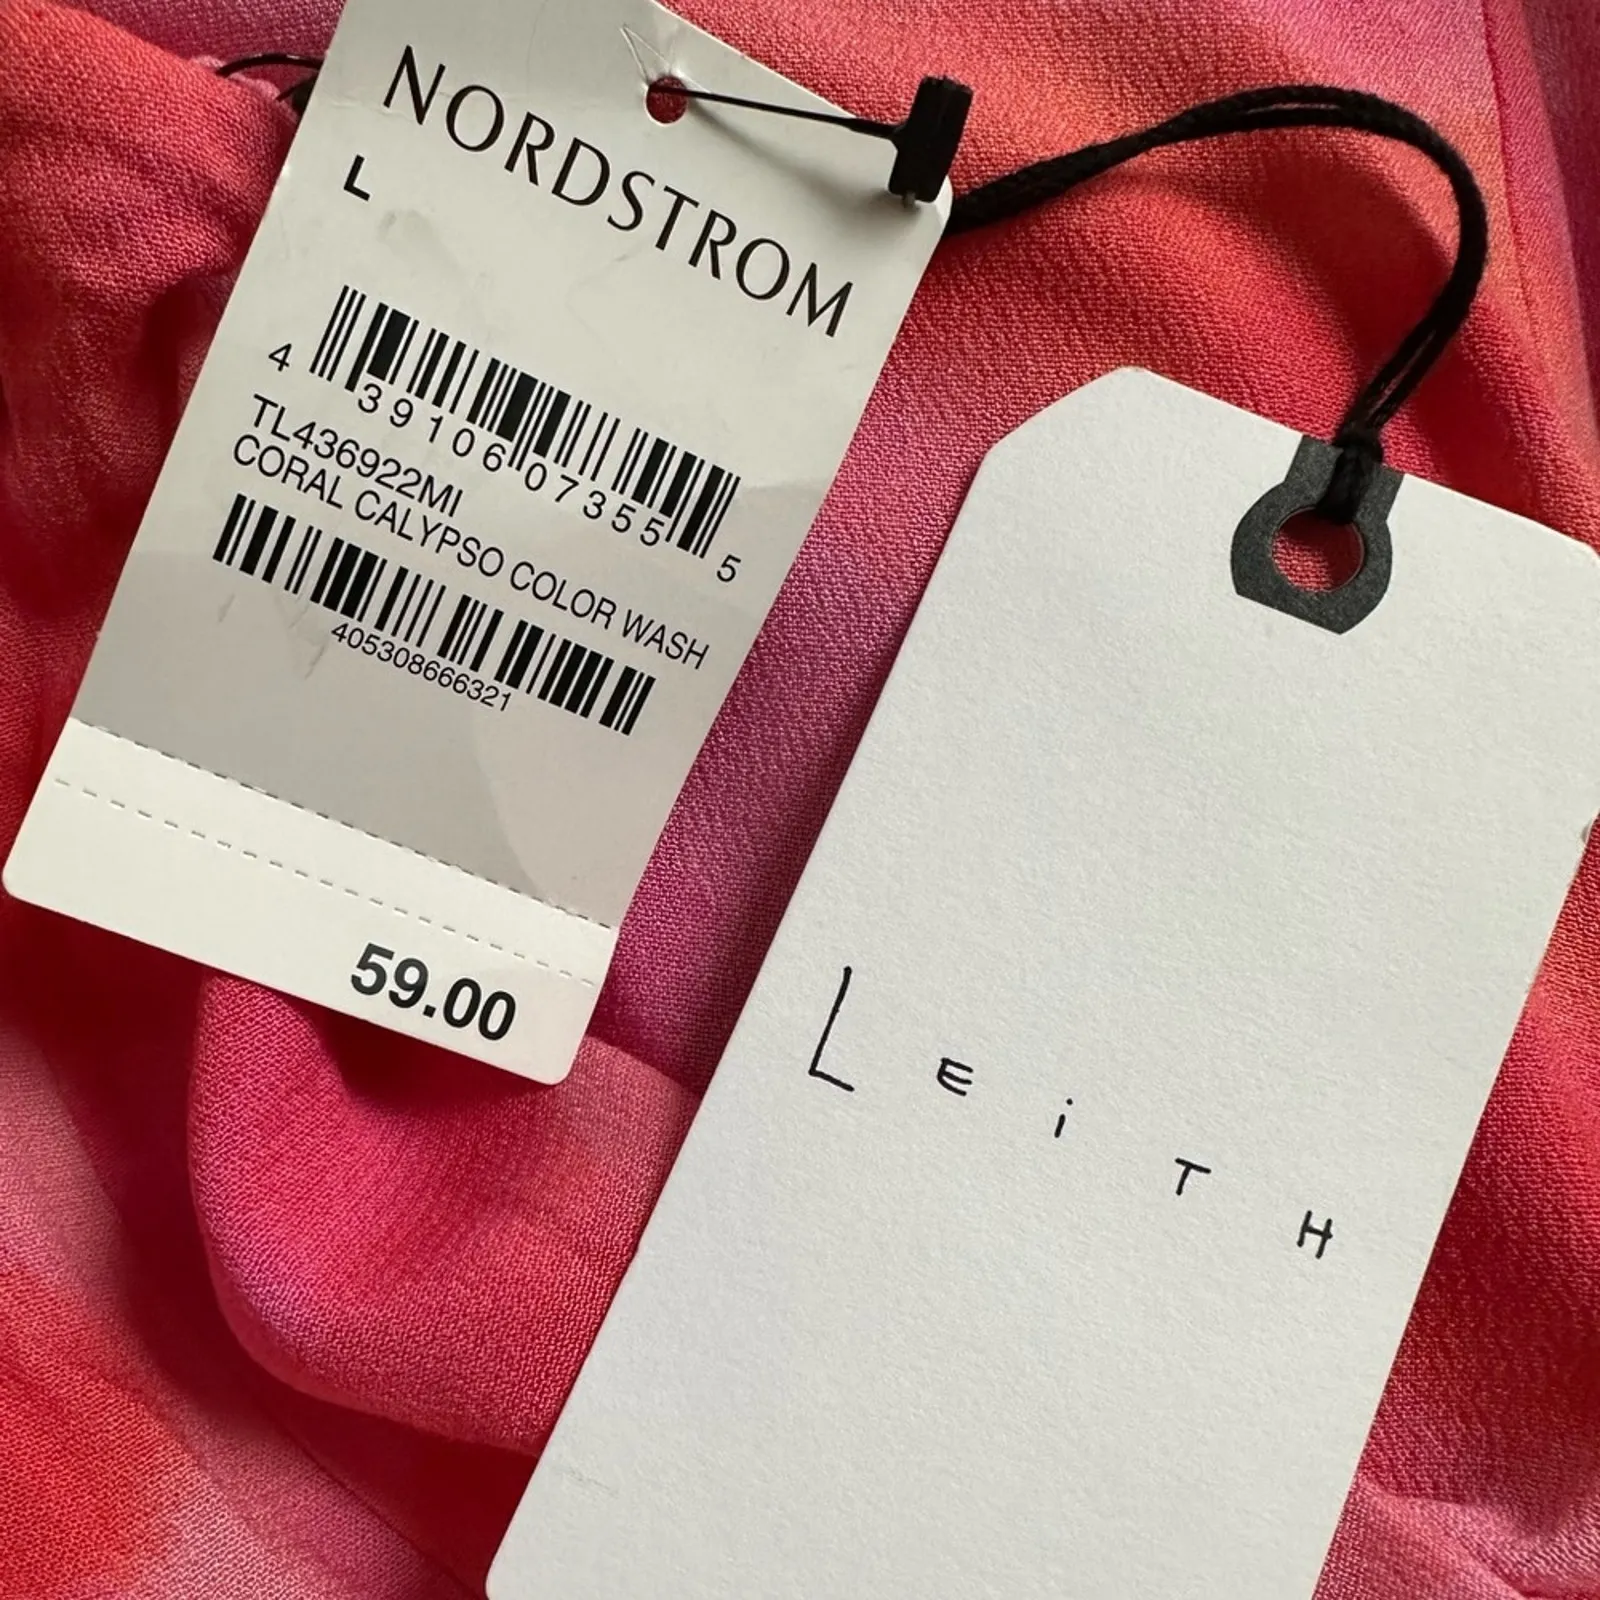 NORDSTROM
L
4 39106 07355 5
TL436922MI
CORAL CALYPSO COLOR WASH
405308666321
59.00
LEiTH